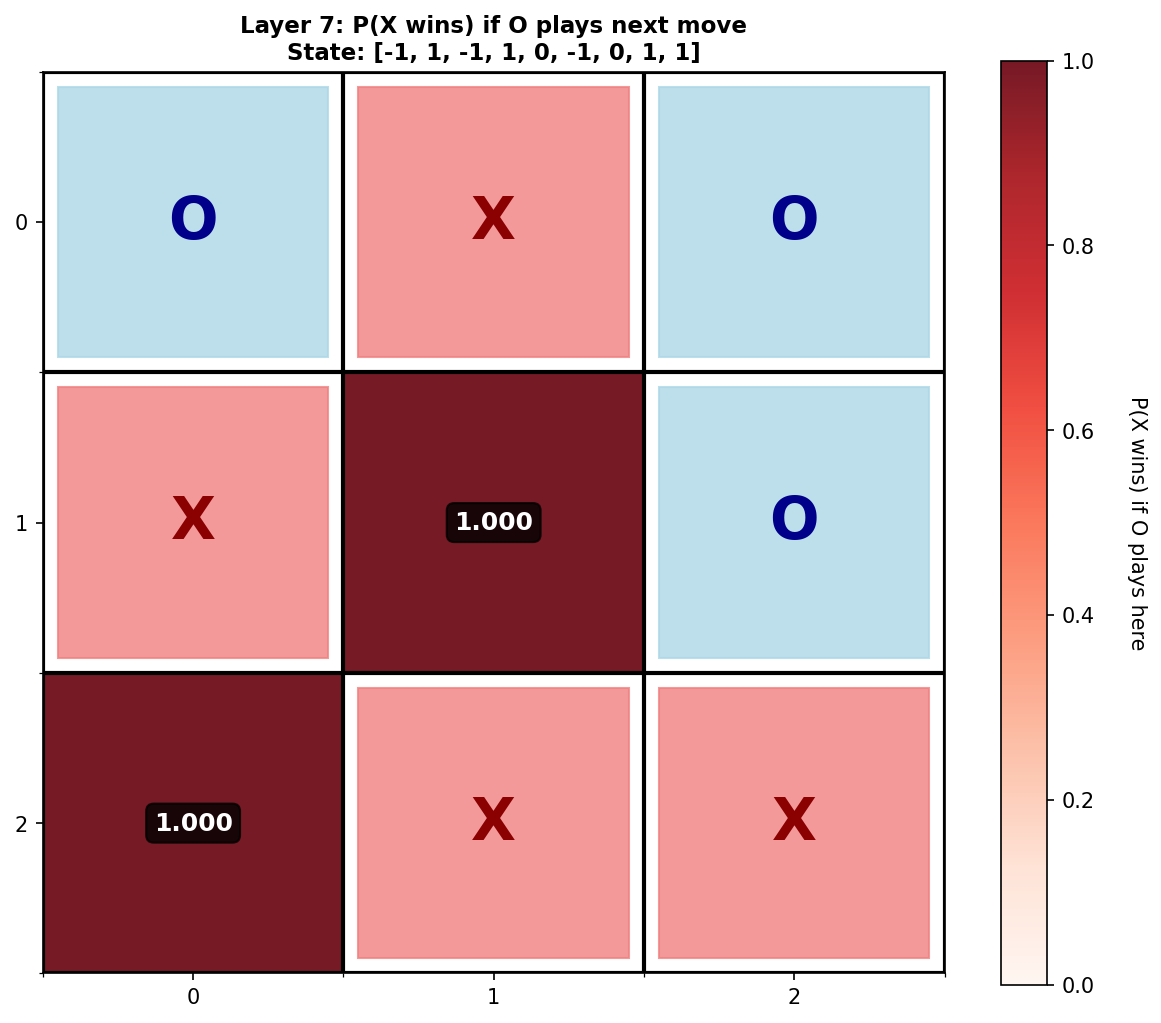 Layer 7: P(X wins) if O plays next move
State: [-1, 1, -1, 1, 0, -1, 0, 1, 1]
1.0
O
X
O
0
0.8
0.6
X
1.000
O
1
P(X wins) if O plays here
0.4
1.000
X
X
2
0.2
0.0
0
1
2